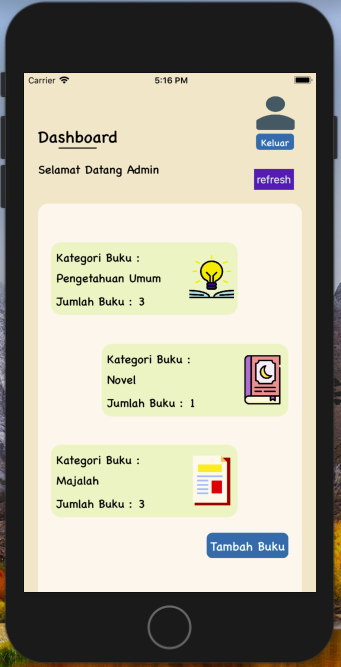 Carrier 5:16 PM
Dashboard
Keluar
Selamat Datang Admin
refresh
Kategori Buku :
Pengetahuan Umum
Jumlah Buku : 3
Kategori Buku :
Novel
Jumlah Buku : 1
Kategori Buku :
Majalah
Jumlah Buku : 3
Tambah Buku